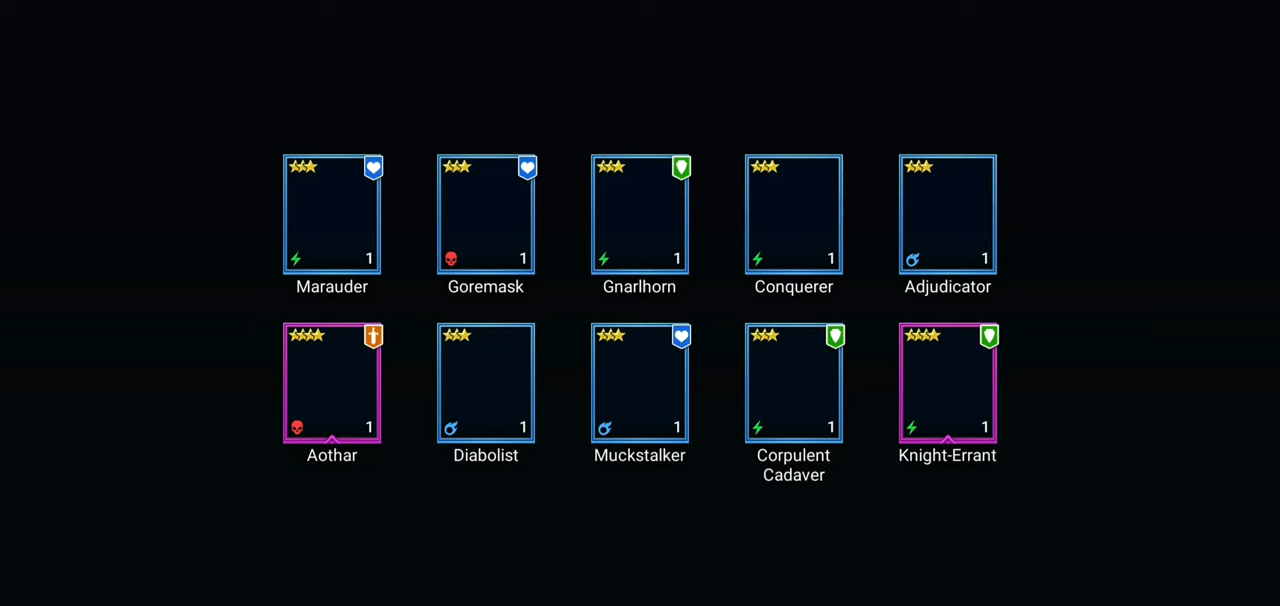 1 1 1 1 1
Marauder Goremask Gnarlhorn Conquerer Adjudicator
1 1 1 1 1
Aothar Diabolist Muckstalker Corpulent Knight-Errant
Cadaver